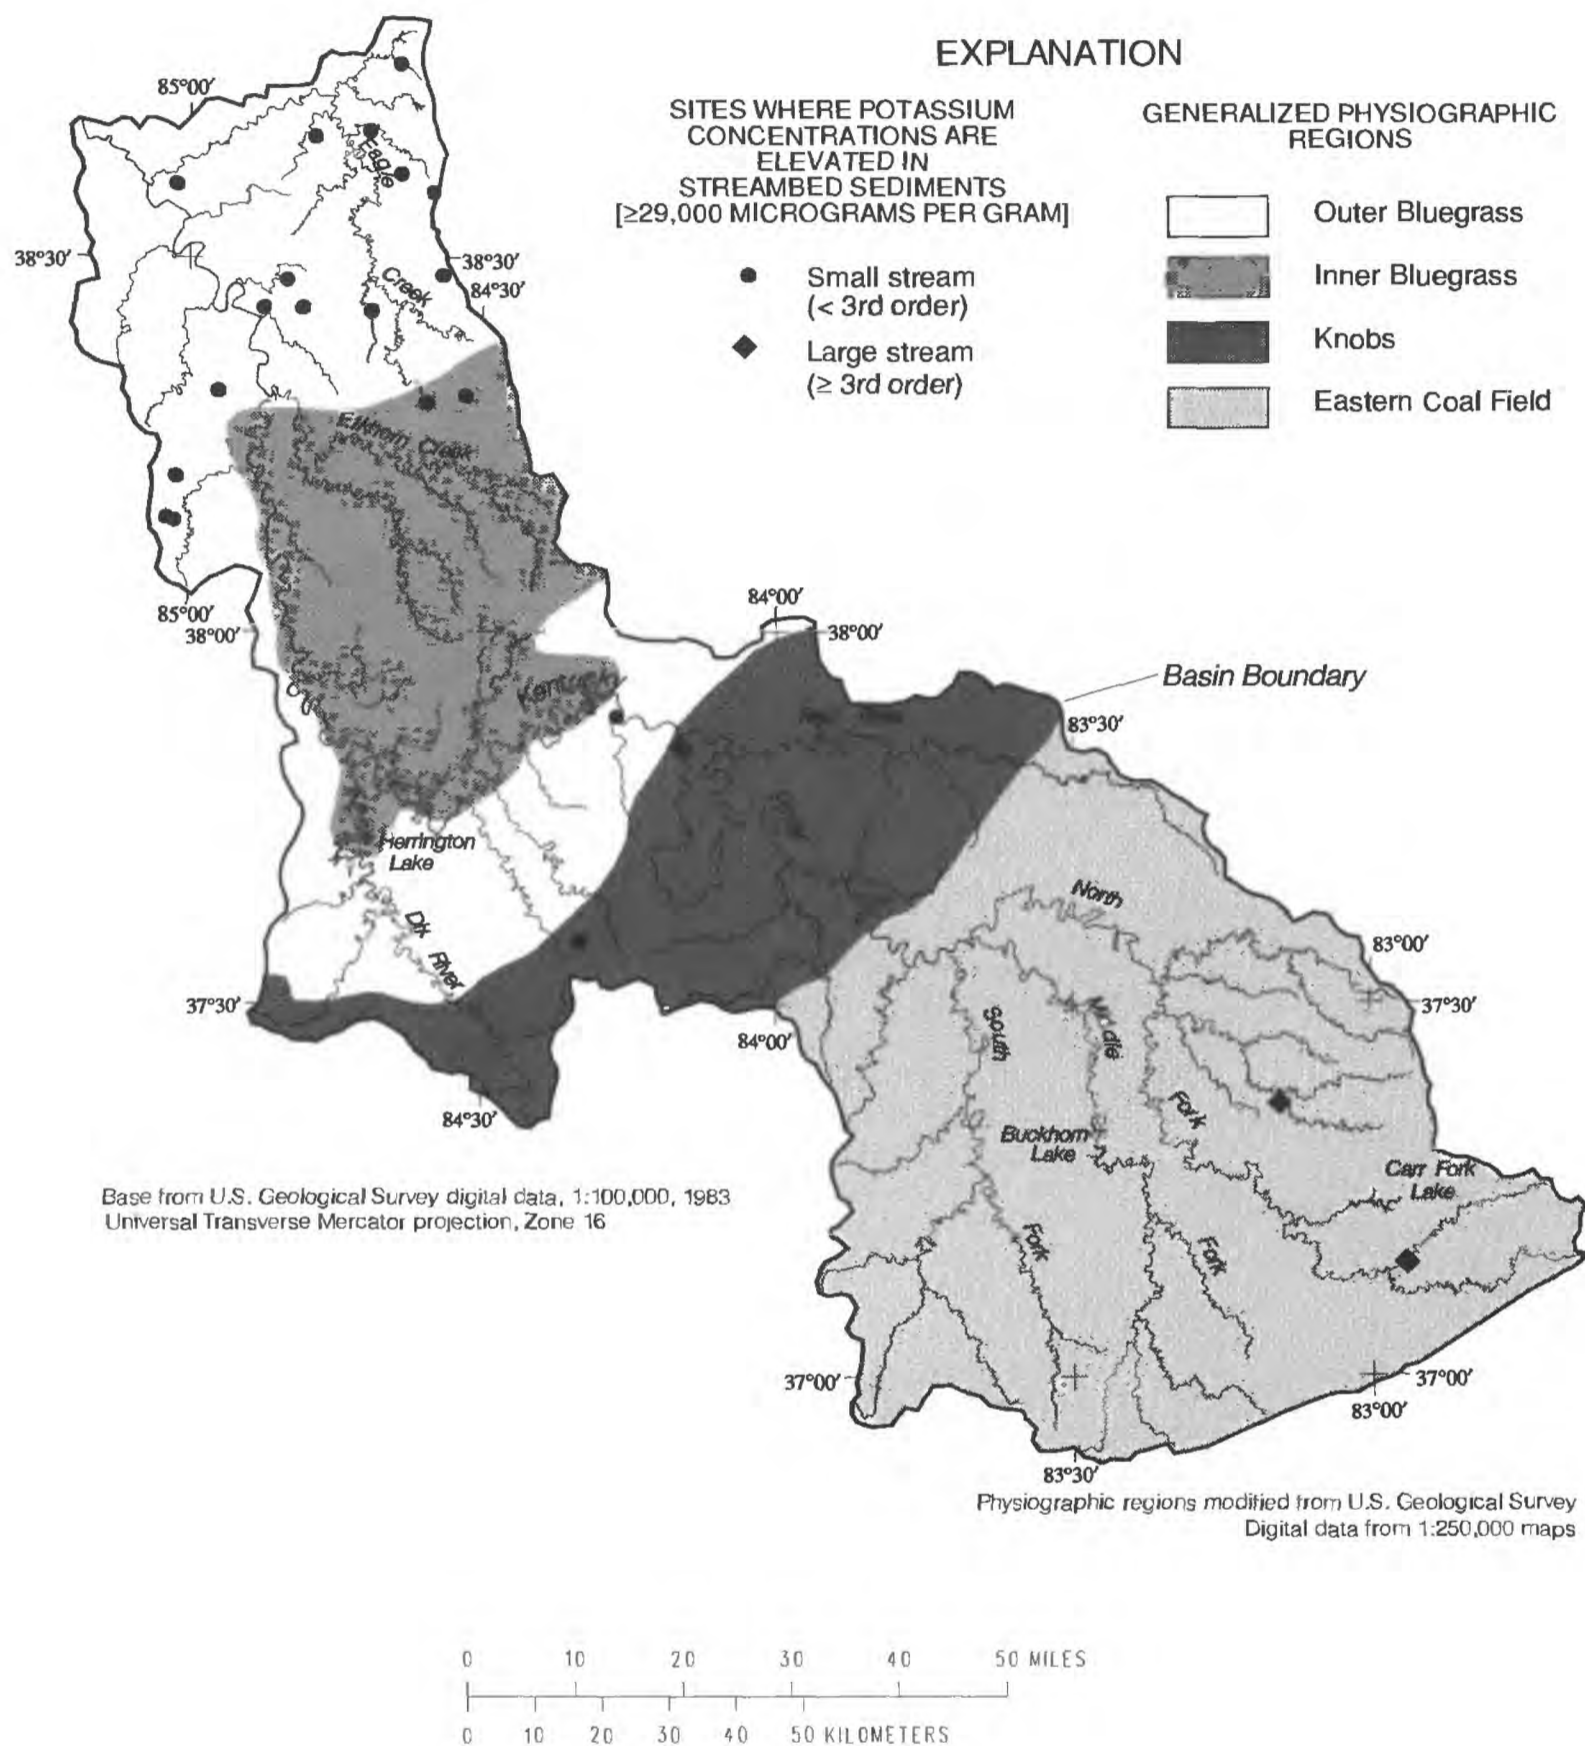 EXPLANATION
SITES WHERE POTASSIUM
CONCENTRATIONS ARE
ELEVATED IN
STREAMBED SEDIMENTS
[≥29,000 MICROGRAMS PER GRAM]
Small stream
(< 3rd order)
Large stream
(≥ 3rd order)
GENERALIZED PHYSIOGRAPHIC
REGIONS
Outer Bluegrass
Inner Bluegrass
Knobs
Eastern Coal Field
85°00′
Eagle
38°30′
38°30′
Creek
84°30′
Elkhorn Creek
85°00′
38°00′
84°00′
38°00′
Kentucky
Basin Boundary
83°30′
Herrington
Lake
Dix River
North
83°00′
37°30′
37°30′
South
Middle
84°00′
84°30′
Fork
Buckhorn
Lake
Carr Fork
Lake
Fork
Fork
Base from U.S. Geological Survey digital data, 1:100,000, 1983
Universal Transverse Mercator projection, Zone 16
37°00′
37°00′
83°00′
83°30′
Physiographic regions modified from U.S. Geological Survey
Digital data from 1:250,000 maps
0 10 20 30 40 50 MILES
0 10 20 30 40 50 KILOMETERS